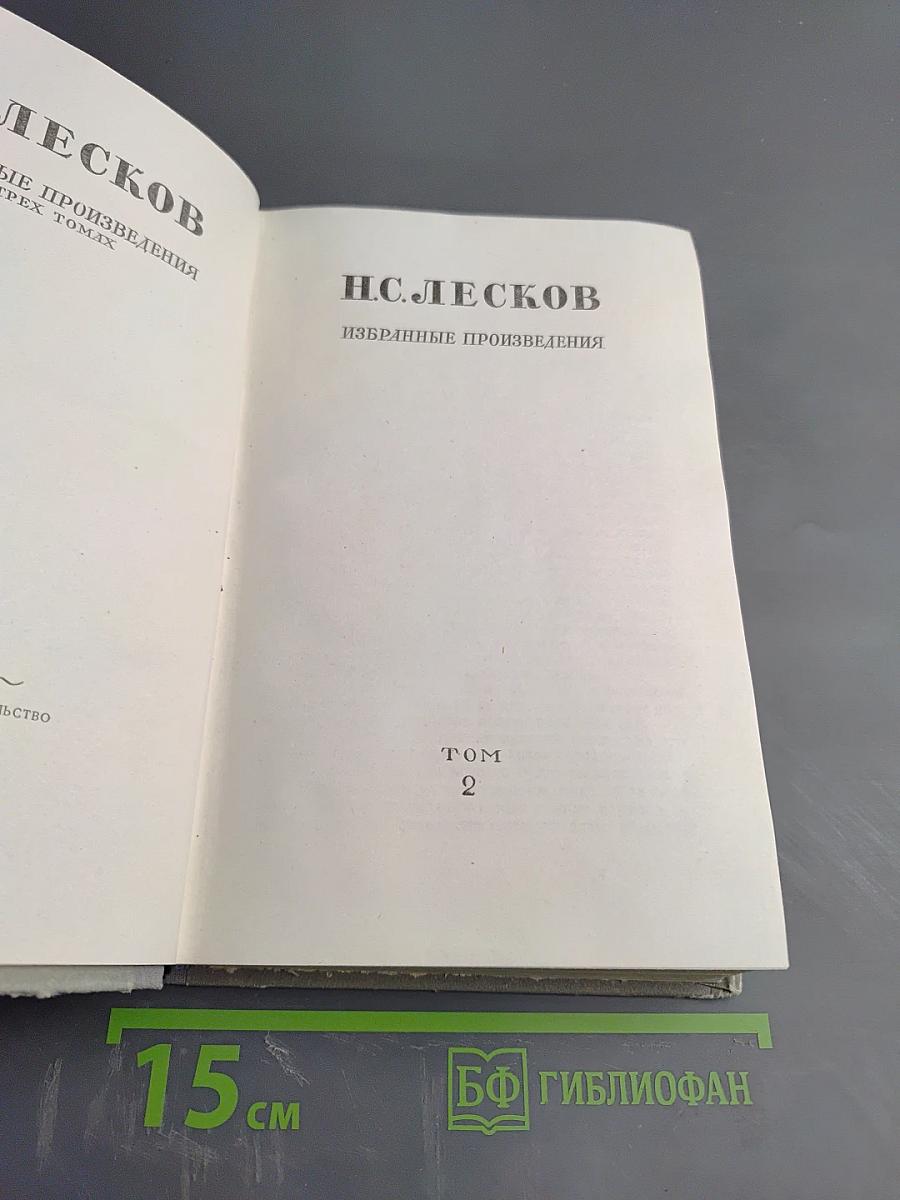 ЛЕСКОВ
ЫЕ ПРОИЗВЕДЕНИЯ
ТРЕХ ТОМАХ
ЛЬСТВО
Н.С.ЛЕСКОВ
ИЗБРАННЫЕ ПРОИЗВЕДЕНИЯ
ТОМ
2
15 см
БФ ГИБЛИОФАН